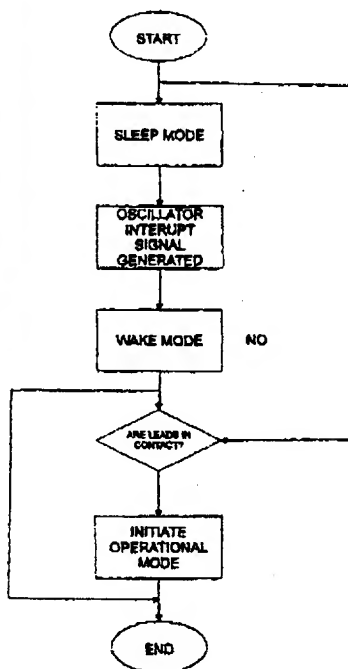 START
SLEEP MODE
OSCILLATOR
INTERUPT
SIGNAL
GENERATED
WAKE MODE
NO
ARE LEADS IN
CONTACT?
INITIATE
OPERATIONAL
MODE
END